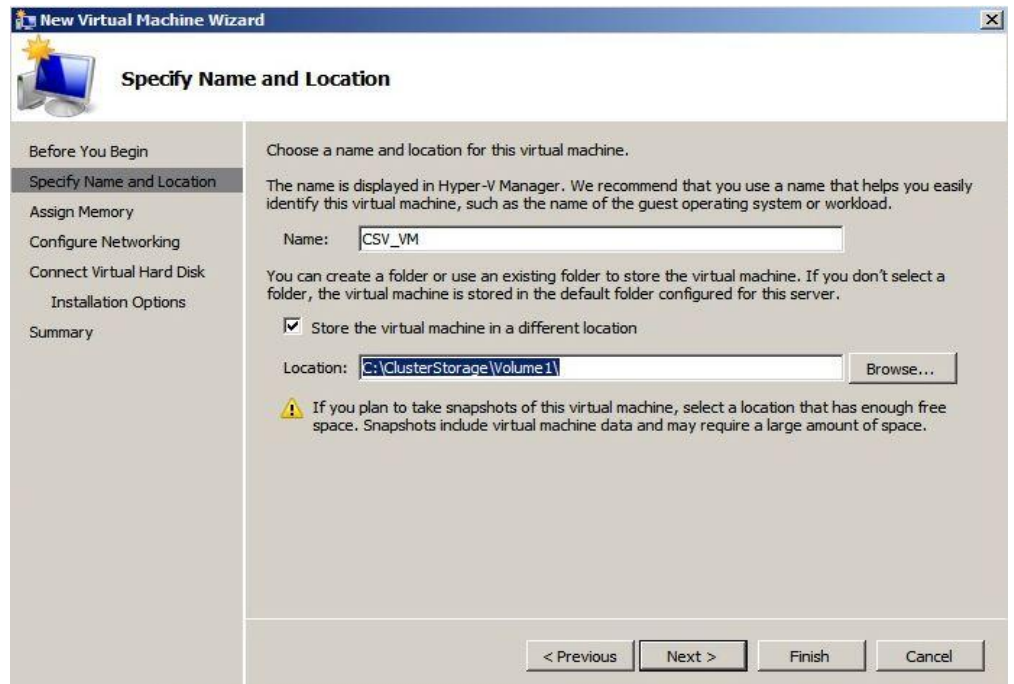 New Virtual Machine Wizard
Specify Name and Location
Before You Begin
Specify Name and Location
Assign Memory
Configure Networking
Connect Virtual Hard Disk
Installation Options
Summary
Choose a name and location for this virtual machine.
The name is displayed in Hyper-V Manager. We recommend that you use a name that helps you easily
identify this virtual machine, such as the name of the guest operating system or workload.
Name: CSV_VM
You can create a folder or use an existing folder to store the virtual machine. If you don't select a
folder, the virtual machine is stored in the default folder configured for this server.
Store the virtual machine in a different location
Location: C:\ClusterStorage\Volume1\ Browse...
If you plan to take snapshots of this virtual machine, select a location that has enough free
space. Snapshots include virtual machine data and may require a large amount of space.
< Previous Next > Finish Cancel